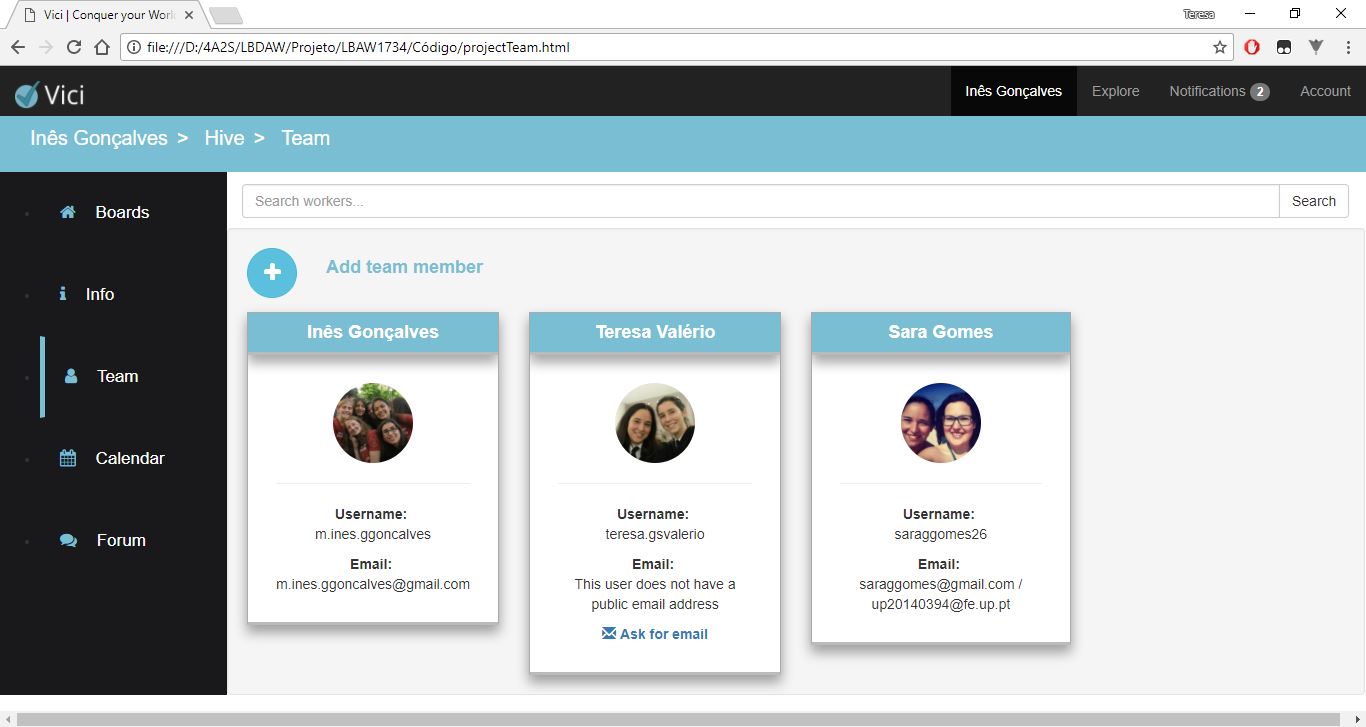 Vici | Conquer your Worl
Teresa
file:///D:/4A2S/LBDAW/Projeto/LBAW1734/Código/projectTeam.html
Vici
Inês Gonçalves
Explore
Notifications 2
Account
Inês Gonçalves > Hive > Team
Boards
Info
Team
Calendar
Forum
Search workers...
Search
Add team member
Inês Gonçalves
Username:
m.ines.ggoncalves
Email:
m.ines.ggoncalves@gmail.com
Teresa Valério
Username:
teresa.gsvalerio
Email:
This user does not have a
public email address
Ask for email
Sara Gomes
Username:
saraggomes26
Email:
saraggomes@gmail.com /
up20140394@fe.up.pt